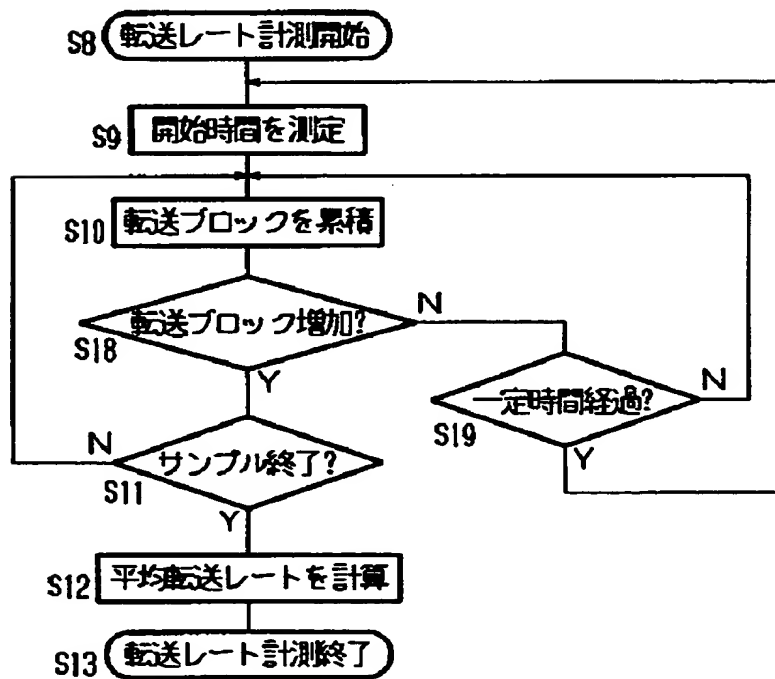 S8 転送レート計測開始
S9 開始時間を測定
S10 転送ブロックを累積
転送ブロック増加?
N
S18
Y
一定時間経過?
N
S19
Y
N
サンプル終了?
S11
Y
S12 平均転送レートを計算
S13 転送レート計測終了